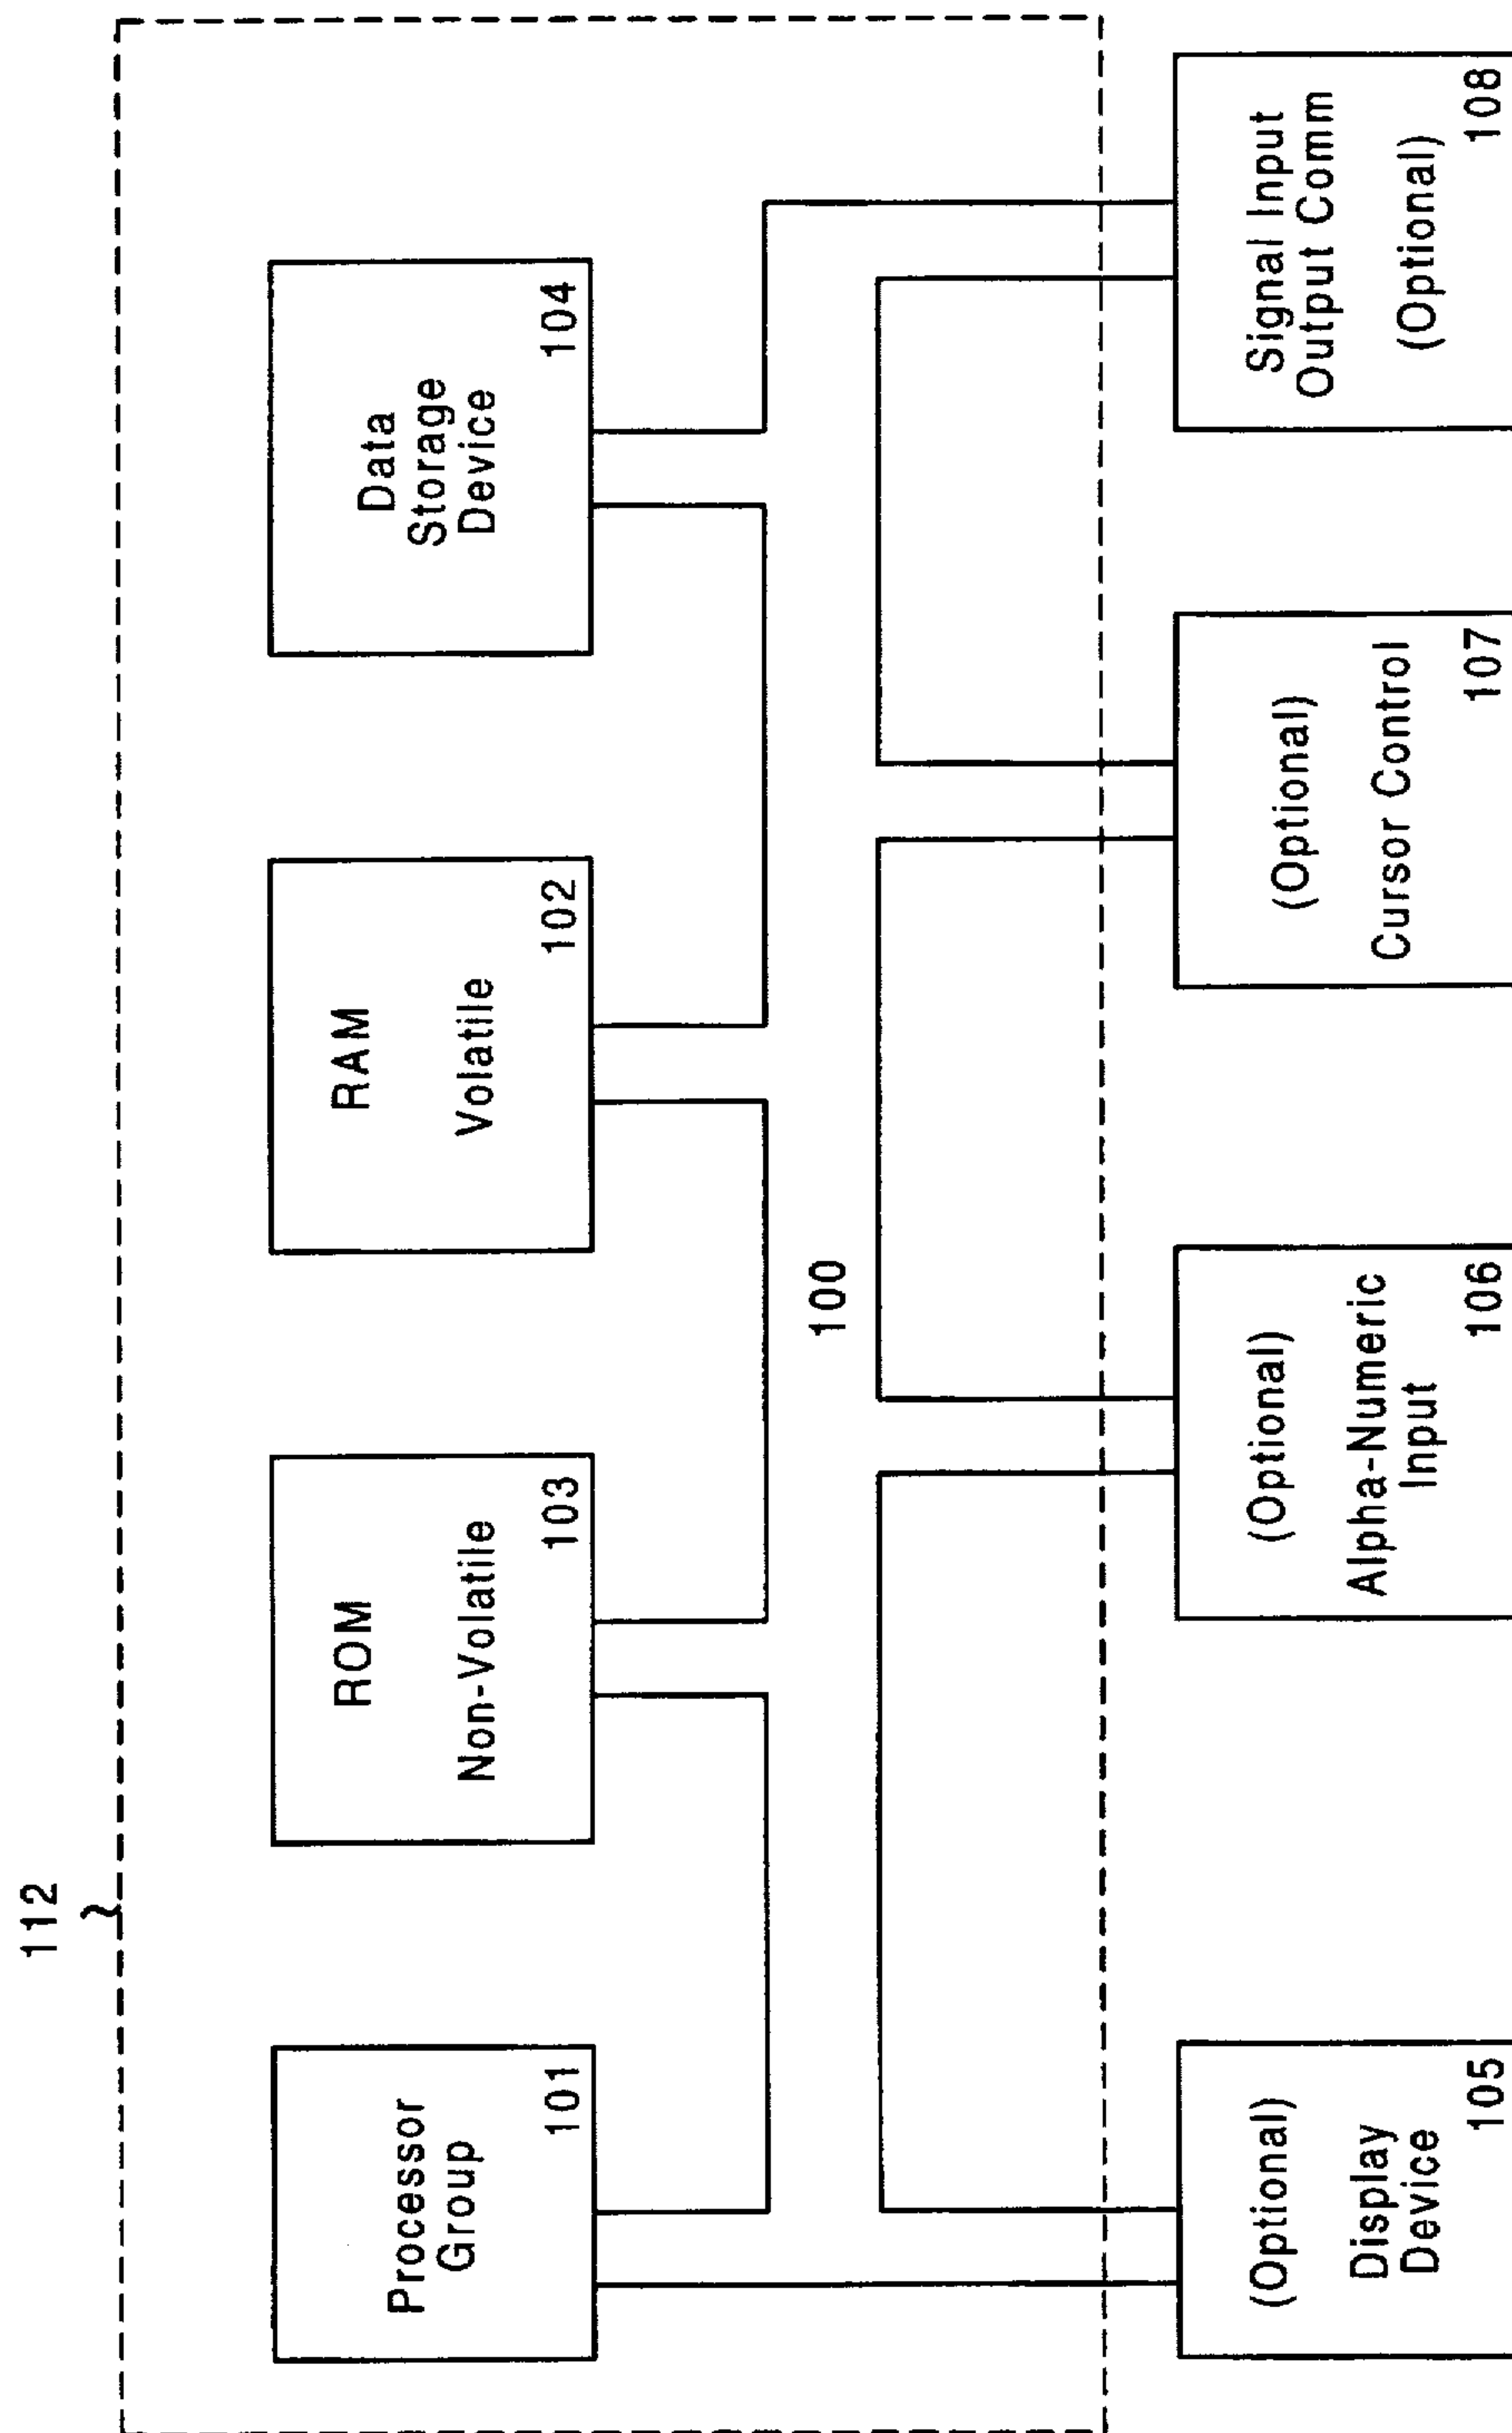 112
Processor
Group
101
ROM
Non-Volatile
103
RAM
Volatile
102
Data
Storage
Device
104
100
(Optional)
Display
Device
105
(Optional)
Alpha-Numeric
Input
106
(Optional)
Cursor Control
107
Signal Input
Output Comm
(Optional)
108